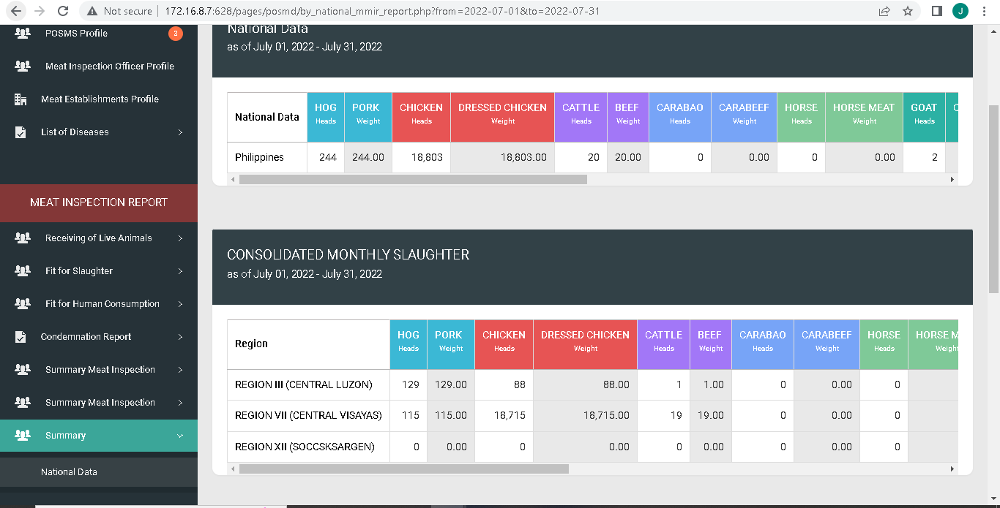 Not secure | 172.16.8.7:628/pages/posmd/by_national_mmir_report.php?from=2022-07-01&to=2022-07-31
J
POSMS Profile
3
Meat Inspection Officer Profile
Meat Establishments Profile
List of Diseases
MEAT INSPECTION REPORT
Receiving of Live Animals
Fit for Slaughter
Fit for Human Consumption
Condemnation Report
Summary Meat Inspection
Summary Meat Inspection
Summary
National Data
National Data
as of July 01, 2022 - July 31, 2022
National Data HOG PORK CHICKEN DRESSED CHICKEN CATTLE BEEF CARABAO CARABEEF HORSE HORSE MEAT GOAT
Heads Weight Heads Weight Heads Weight Heads Weight Heads Weight Heads
Philippines 244 244.00 18,803 18,803.00 20 20.00 0 0.00 0 0.00 2
CONSOLIDATED MONTHLY SLAUGHTER
as of July 01, 2022 - July 31, 2022
Region HOG PORK CHICKEN DRESSED CHICKEN CATTLE BEEF CARABAO CARABEEF HORSE HORSE M
Heads Weight Heads Weight Heads Weight Heads Weight Heads Weight
REGION III (CENTRAL LUZON) 129 129.00 88 88.00 1 1.00 0 0.00 0
REGION VII (CENTRAL VISAYAS) 115 115.00 18,715 18,715.00 19 19.00 0 0.00 0
REGION XII (SOCCSKSARGEN) 0 0.00 0 0.00 0 0.00 0 0.00 0